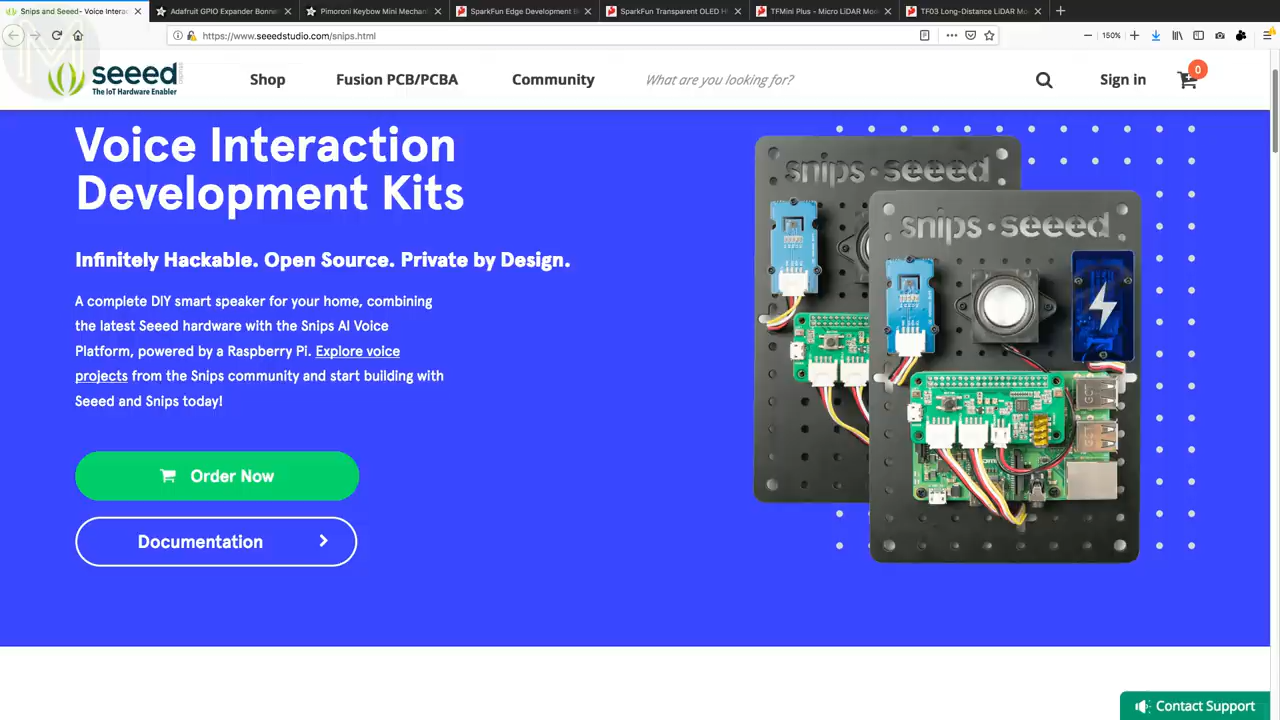 Snips and Seeed- Voice Interac
Adafruit GPIO Expander Bonne
Pimoroni Keybow Mini Mechani
SparkFun Edge Development B
SparkFun Transparent OLED H
TFMini Plus - Micro LiDAR Mod
TF03 Long-Distance LiDAR Mo
https://www.seeedstudio.com/snips.html
150%
seeed
The IoT Hardware Enabler
Shop
Fusion PCB/PCBA
Community
What are you looking for?
Sign in
0
Voice Interaction
Development Kits
Infinitely Hackable. Open Source. Private by Design.
A complete DIY smart speaker for your home, combining
the latest Seeed hardware with the Snips AI Voice
Platform, powered by a Raspberry Pi. Explore voice
projects from the Snips community and start building with
Seeed and Snips today!
Order Now
Documentation
snips·seeed
snips·seeed
Contact Support